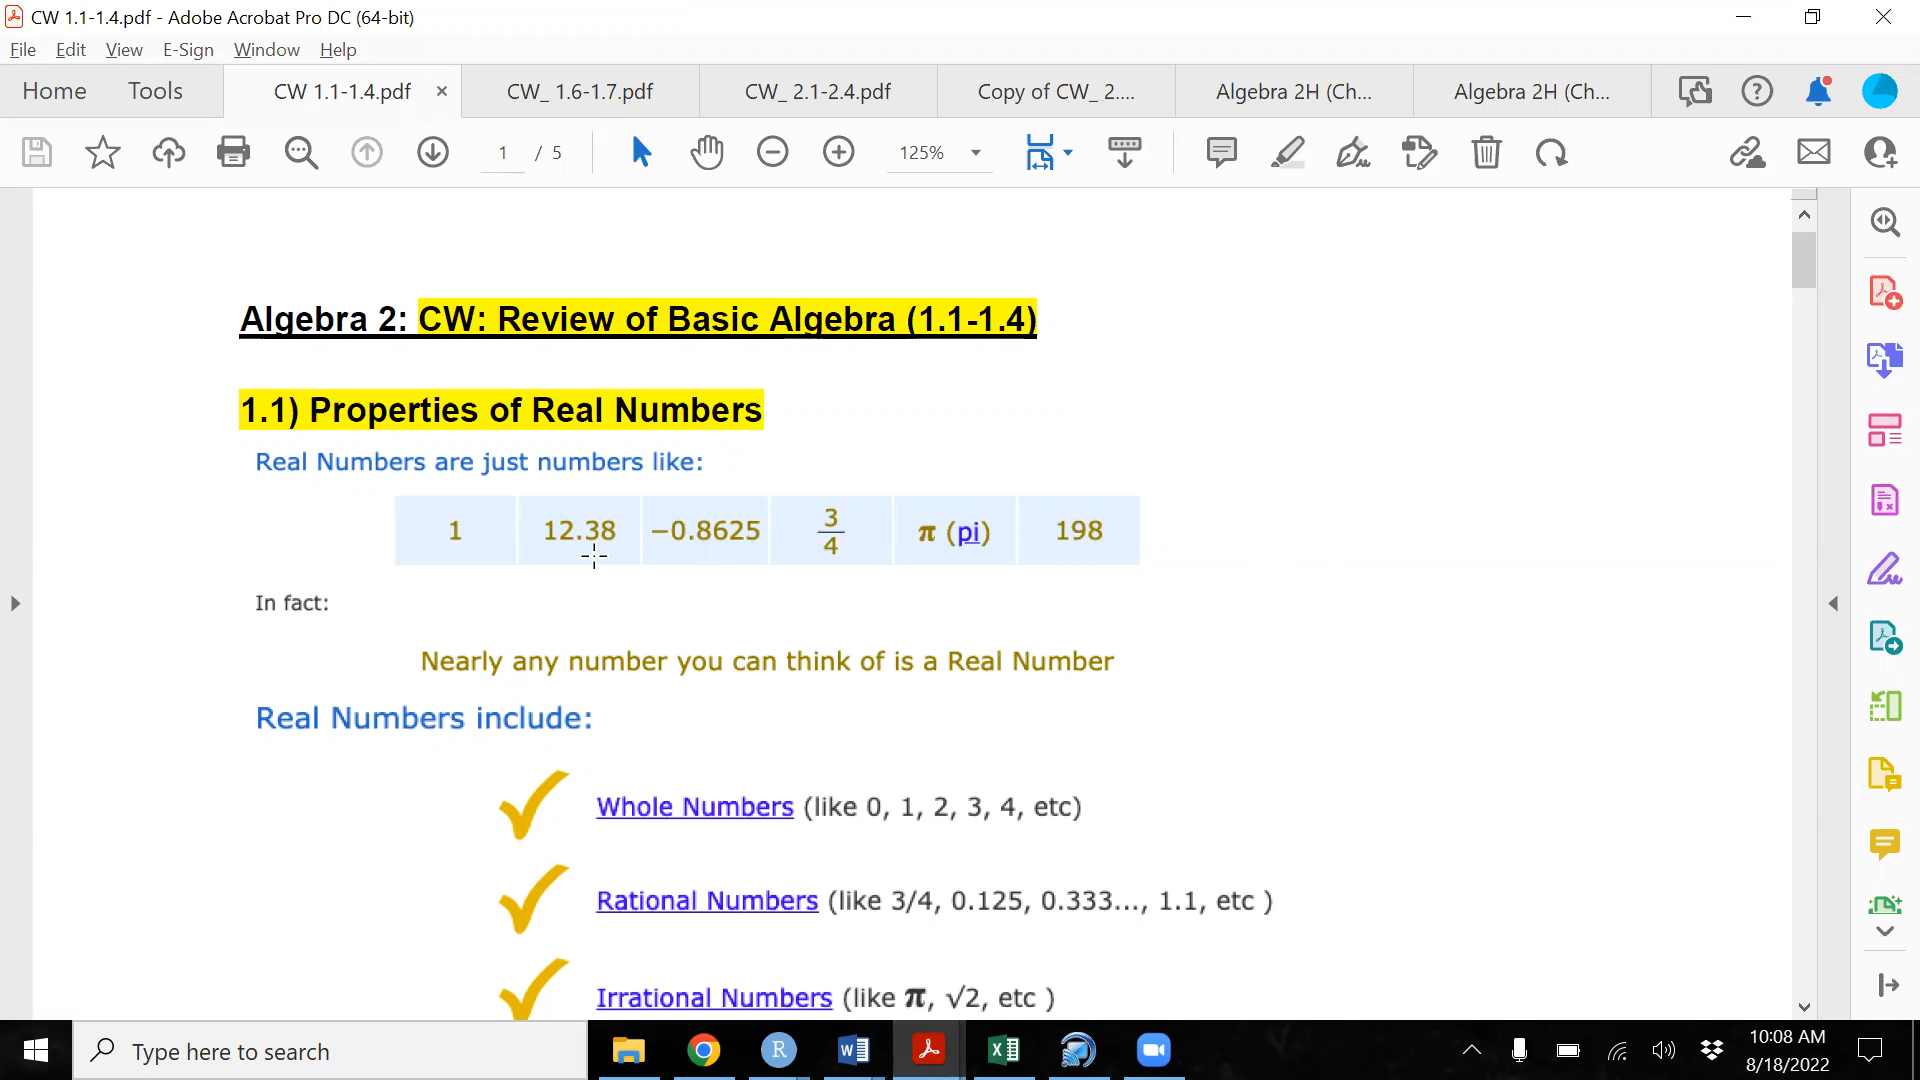 CW 1.1-1.4.pdf - Adobe Acrobat Pro DC (64-bit)
File Edit View E-Sign Window Help
Home Tools CW 1.1-1.4.pdf × CW_ 1.6-1.7.pdf CW_ 2.1-2.4.pdf Copy of CW_ 2.... Algebra 2H (Ch... Algebra 2H (Ch...
1 / 5 125%
Algebra 2: CW: Review of Basic Algebra (1.1-1.4)
1.1) Properties of Real Numbers
Real Numbers are just numbers like:
1 12.38 −0.8625 3/4 π (pi) 198
In fact:
Nearly any number you can think of is a Real Number
Real Numbers include:
Whole Numbers (like 0, 1, 2, 3, 4, etc)
Rational Numbers (like 3/4, 0.125, 0.333..., 1.1, etc )
Irrational Numbers (like π, √2, etc )
Type here to search
10:08 AM
8/18/2022